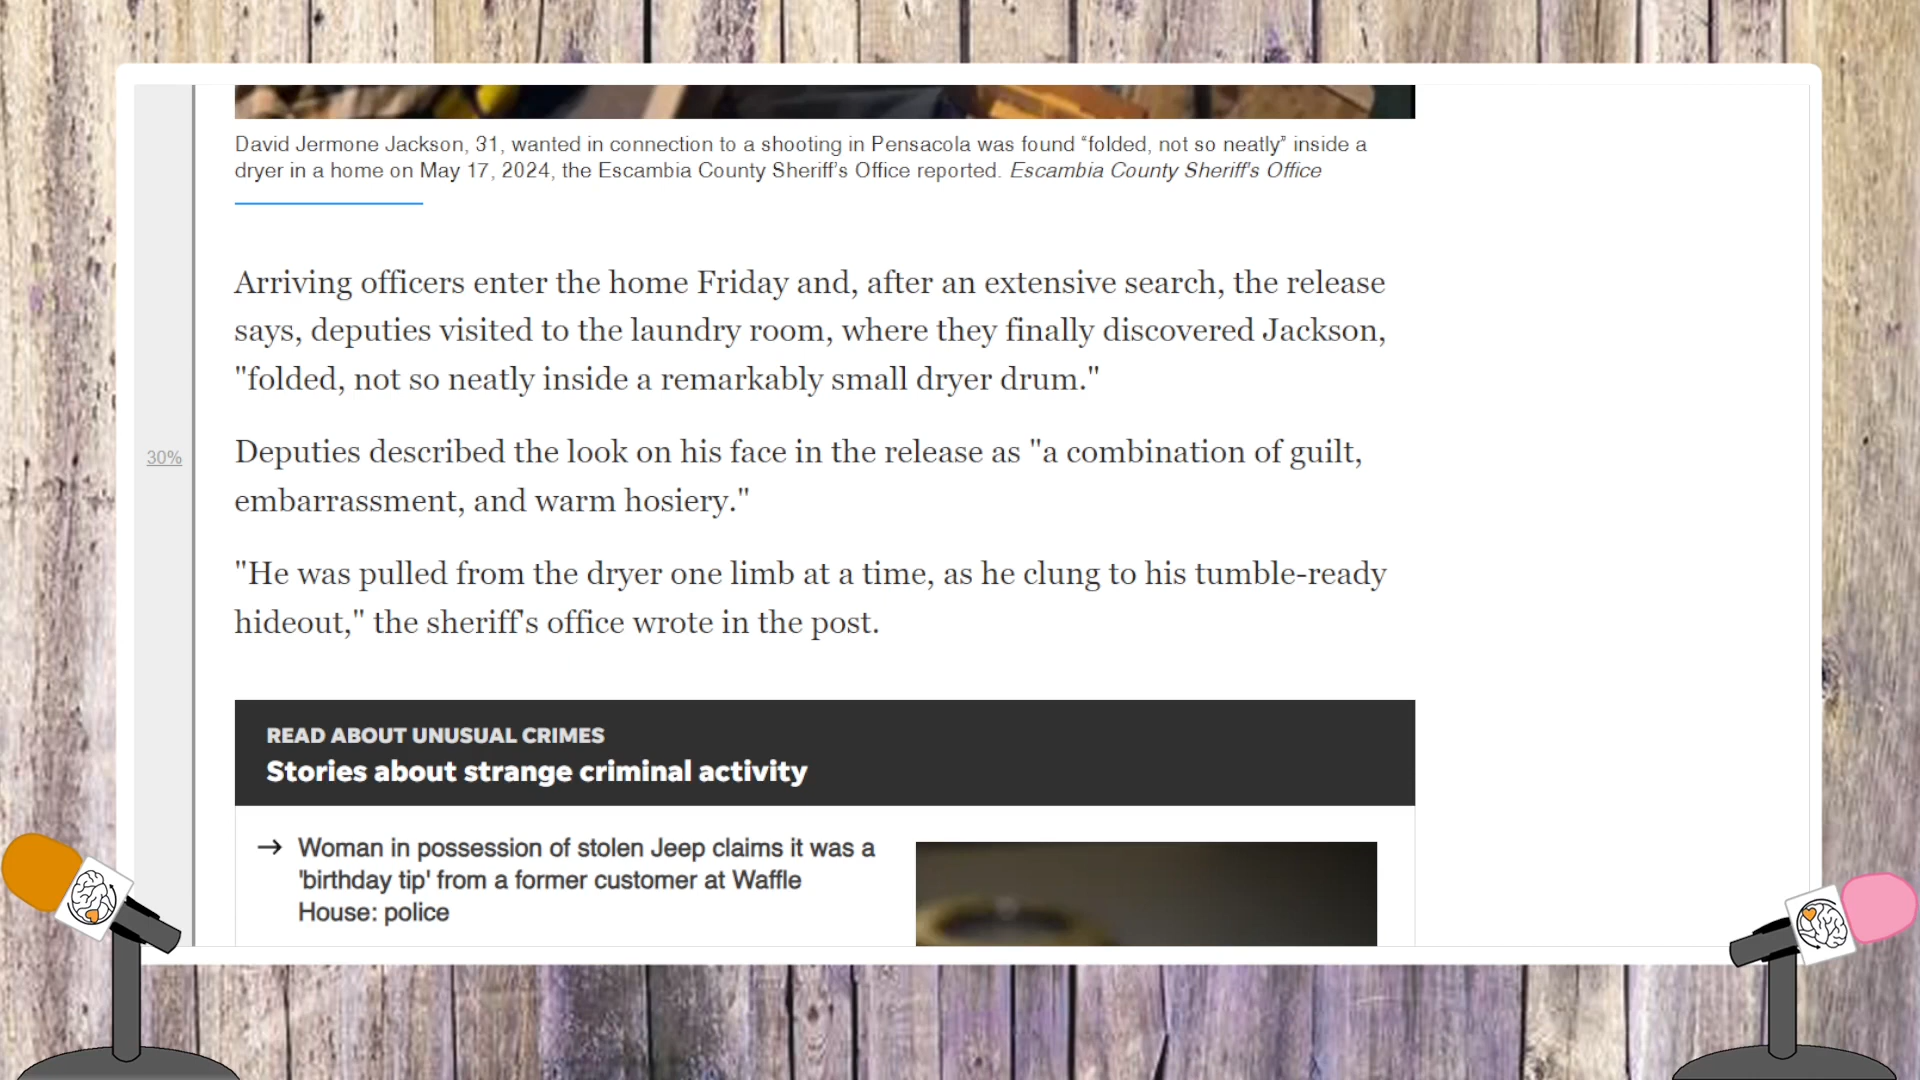 David Jermone Jackson, 31, wanted in connection to a shooting in Pensacola was found “folded, not so neatly” inside a
dryer in a home on May 17, 2024, the Escambia County Sheriff’s Office reported. Escambia County Sheriff's Office
Arriving officers enter the home Friday and, after an extensive search, the release
says, deputies visited to the laundry room, where they finally discovered Jackson,
"folded, not so neatly inside a remarkably small dryer drum."
30%
Deputies described the look on his face in the release as "a combination of guilt,
embarrassment, and warm hosiery."
"He was pulled from the dryer one limb at a time, as he clung to his tumble-ready
hideout," the sheriff's office wrote in the post.
READ ABOUT UNUSUAL CRIMES
Stories about strange criminal activity
→ Woman in possession of stolen Jeep claims it was a
'birthday tip' from a former customer at Waffle
House: police